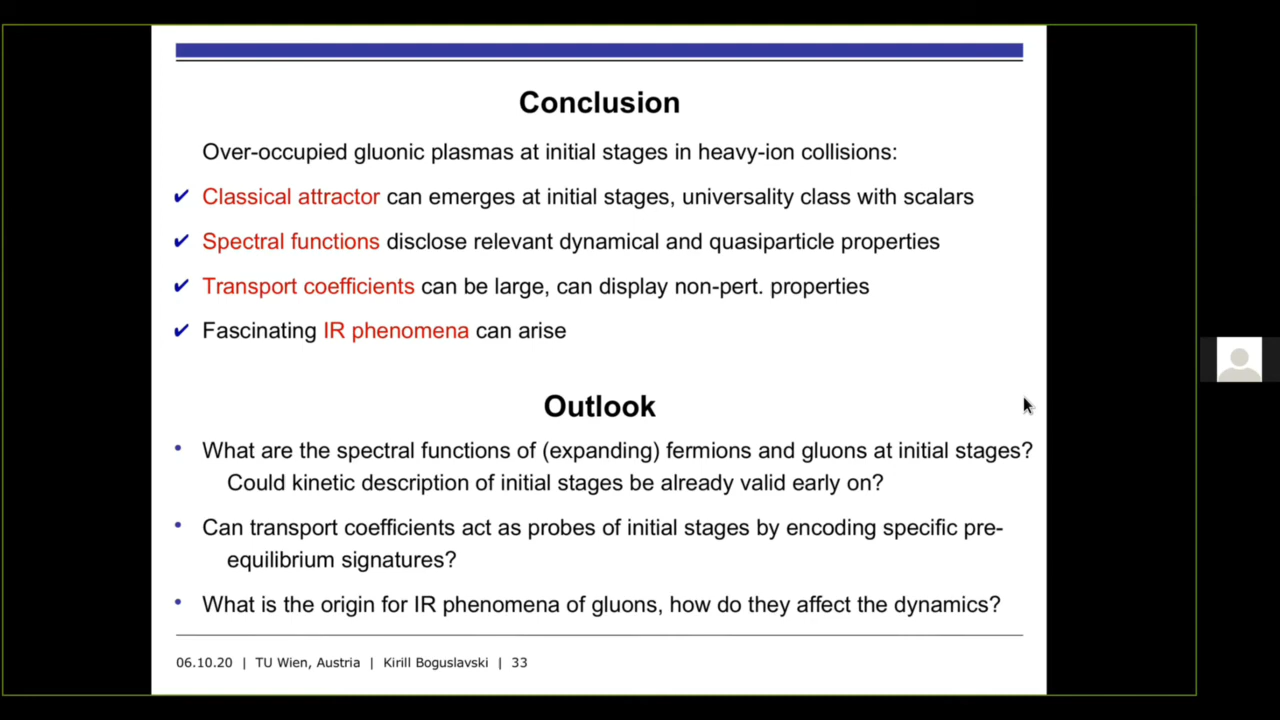 Conclusion
Over-occupied gluonic plasmas at initial stages in heavy-ion collisions:
✔ Classical attractor can emerges at initial stages, universality class with scalars
✔ Spectral functions disclose relevant dynamical and quasiparticle properties
✔ Transport coefficients can be large, can display non-pert. properties
✔ Fascinating IR phenomena can arise
Outlook
• What are the spectral functions of (expanding) fermions and gluons at initial stages?
Could kinetic description of initial stages be already valid early on?
• Can transport coefficients act as probes of initial stages by encoding specific pre-
equilibrium signatures?
• What is the origin for IR phenomena of gluons, how do they affect the dynamics?
06.10.20 | TU Wien, Austria | Kirill Boguslavski | 33